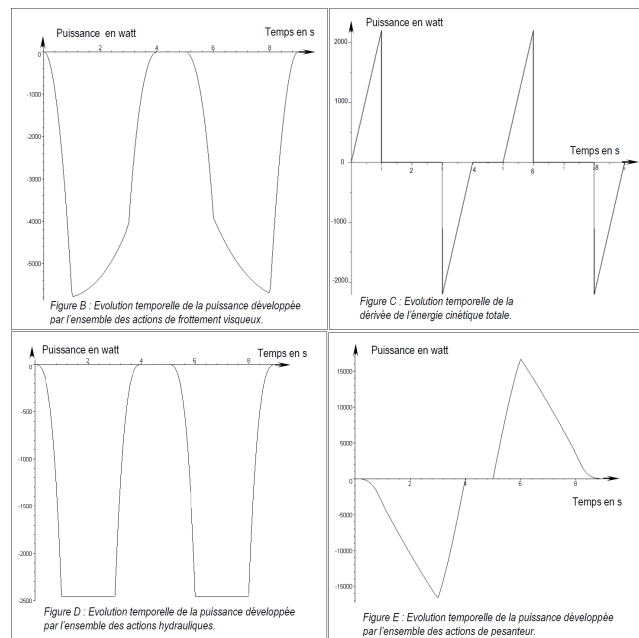 Puissance en watt
Temps en s
0
2
4
6
8
-1000
-2000
-3000
-4000
-5000
Figure B : Evolution temporelle de la puissance développée
par l'ensemble des actions de frottement visqueux.
Puissance en watt
2000
1000
0
-1000
-2000
Temps en s
2
4
6
8
Figure C : Evolution temporelle de la
dérivée de l'énergie cinétique totale.
Puissance en watt
Temps en s
0
2
4
6
8
-500
-1000
-1500
-2000
-2500
Figure D : Evolution temporelle de la puissance développée
par l'ensemble des actions hydrauliques.
Puissance en watt
15000
10000
5000
0
-5000
-10000
-15000
2
4
6
8
Temps en s
Figure E : Evolution temporelle de la puissance développée
par l'ensemble des actions de pesanteur.